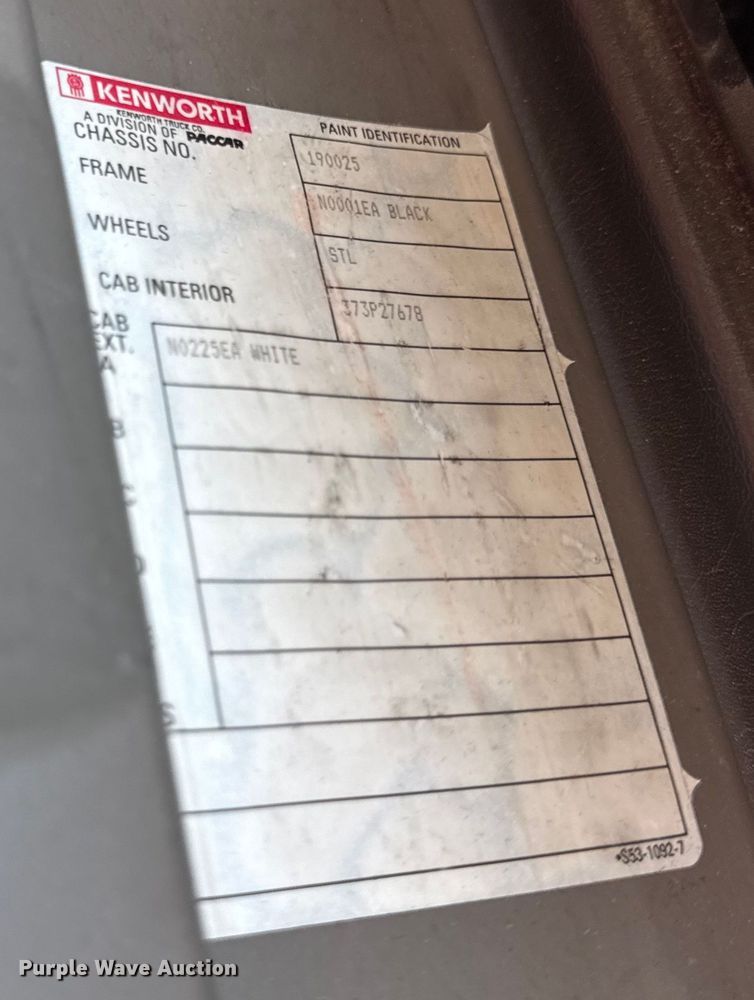 KENWORTH
KENWORTH TRUCK CO.
A DIVISION OF PACCAR
PAINT IDENTIFICATION
CHASSIS NO. 190025
FRAME N0001EA BLACK
WHEELS STL
CAB INTERIOR 373P27678
CAB
EXT.
A N0225EA WHITE
B
C
D
S
*S53-1092-7
Purple Wave Auction